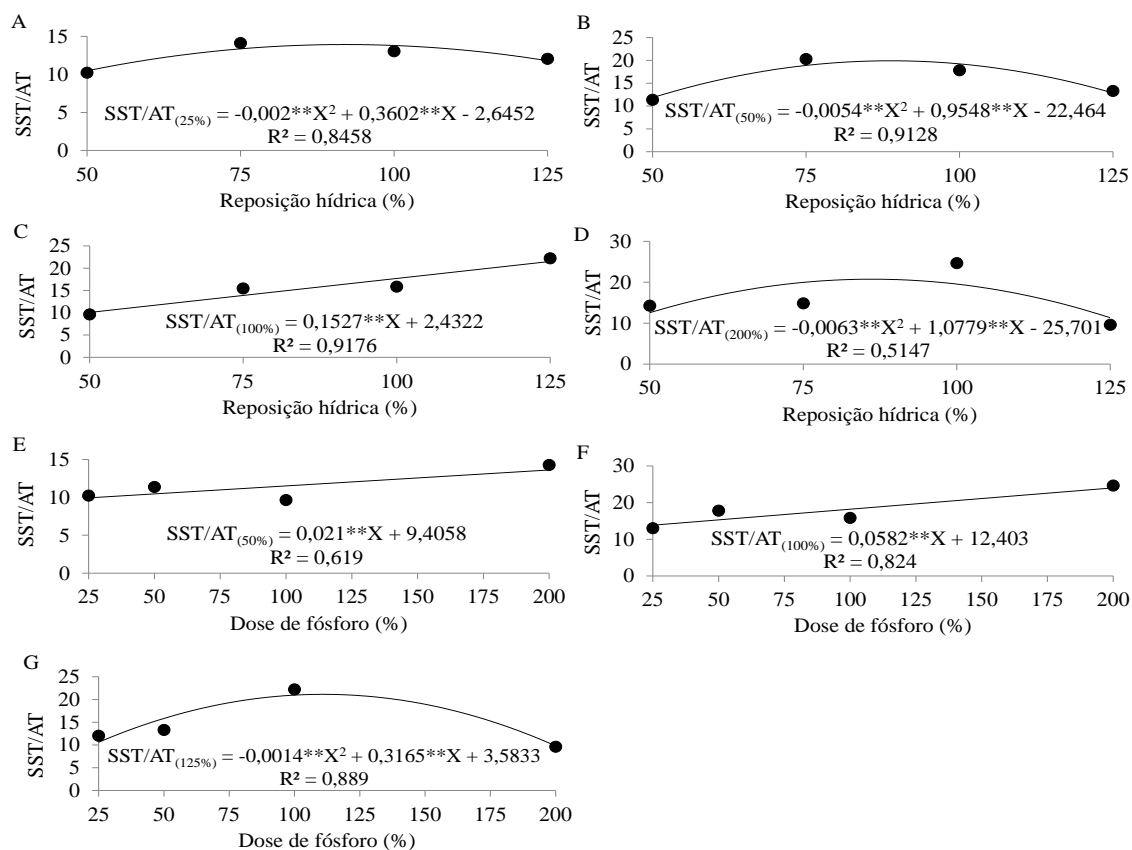 A
SST/AT
15
10
5
0
SST/AT(25%) = -0,002**X² + 0,3602**X - 2,6452
R² = 0,8458
50 75 100 125
Reposição hídrica (%)
B
SST/AT
25
20
15
10
5
0
SST/AT(50%) = -0,0054**X² + 0,9548**X - 22,464
R² = 0,9128
50 75 100 125
Reposição hídrica (%)
C
SST/AT
25
20
15
10
5
0
SST/AT(100%) = 0,1527**X + 2,4322
R² = 0,9176
50 75 100 125
Reposição hídrica (%)
D
SST/AT
30
20
10
0
SST/AT(200%) = -0,0063**X² + 1,0779**X - 25,701
R² = 0,5147
50 75 100 125
Reposição hídrica (%)
E
SST/AT
15
10
5
0
SST/AT(50%) = 0,021**X + 9,4058
R² = 0,619
25 50 75 100 125 150 175 200
Dose de fósforo (%)
F
SST/AT
30
20
10
0
SST/AT(100%) = 0,0582**X + 12,403
R² = 0,824
25 50 75 100 125 150 175 200
Dose de fósforo (%)
G
SST/AT
25
20
15
10
5
0
SST/AT(125%) = -0,0014**X² + 0,3165**X + 3,5833
R² = 0,889
25 50 75 100 125 150 175 200
Dose de fósforo (%)